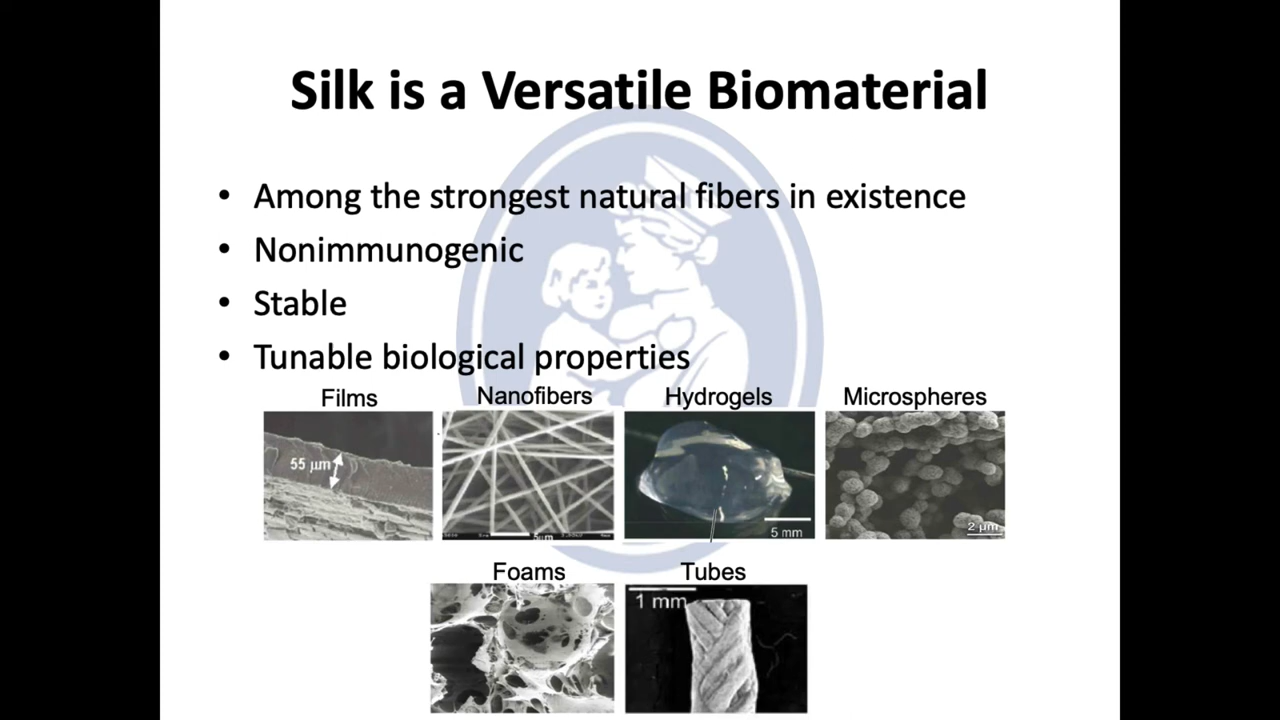 Silk is a Versatile Biomaterial
• Among the strongest natural fibers in existence
• Nonimmunogenic
• Stable
• Tunable biological properties
Films
Nanofibers
Hydrogels
Microspheres
55 µm
5µm
5 mm
2 µm
Foams
Tubes
1 mm